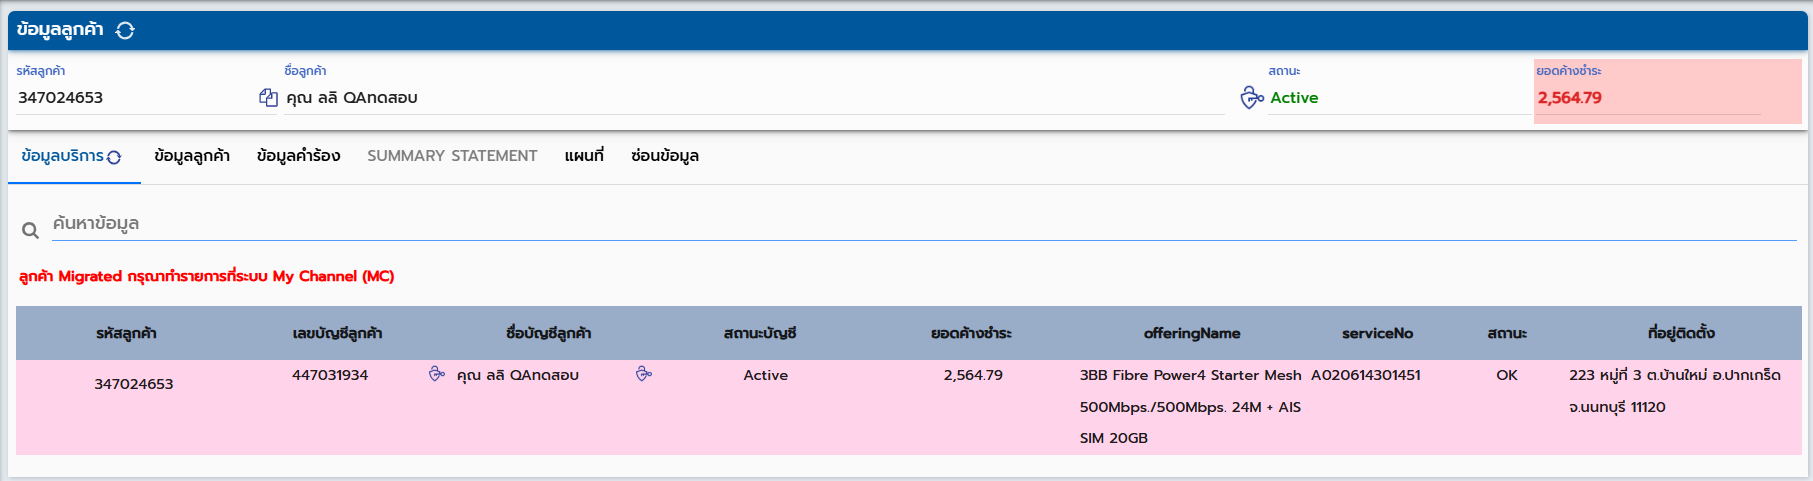 ข้อมูลลูกค้า
รหัสลูกค้า ชื่อลูกค้า สถานะ ยอดค้างชำระ
347024653 คุณ ลลิ QAทดสอบ Active 2,564.79
ข้อมูลบริการ ข้อมูลลูกค้า ข้อมูลคำร้อง SUMMARY STATEMENT แผนที่ ซ่อนข้อมูล
ค้นหาข้อมูล
ลูกค้า Migrated กรุณาทำรายการที่ระบบ My Channel (MC)
รหัสลูกค้า เลขบัญชีลูกค้า ชื่อบัญชีลูกค้า สถานะบัญชี ยอดค้างชำระ offeringName serviceNo สถานะ ที่อยู่ติดตั้ง
347024653 447031934 คุณ ลลิ QAทดสอบ Active 2,564.79 3BB Fibre Power4 Starter Mesh A020614301451 OK 223 หมู่ที่ 3 ต.บ้านใหม่ อ.ปากเกร็ด
500Mbps./500Mbps. 24M + AIS จ.นนทบุรี 11120
SIM 20GB